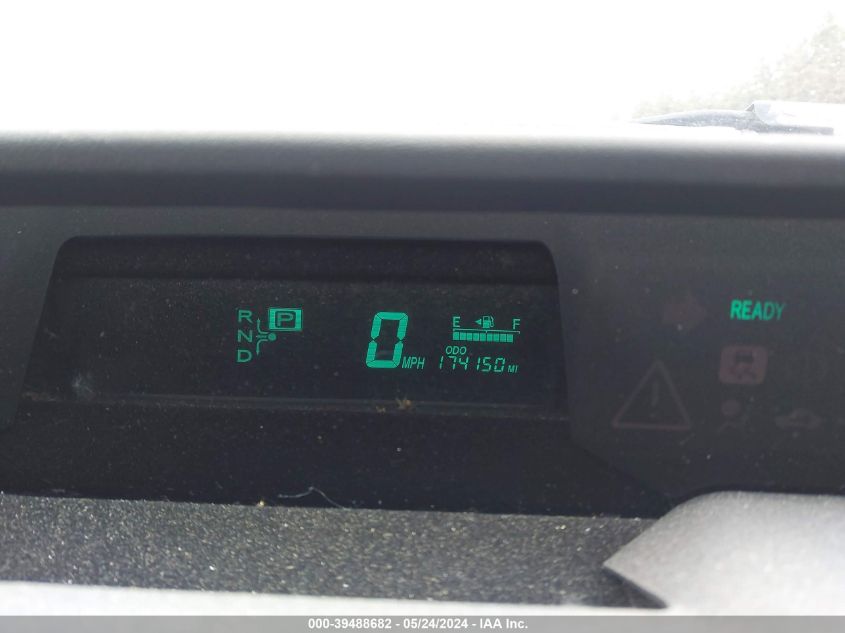 READY
R P
N
D
0 MPH
E F
ODO
174150 MI
000-39488682 - 05/24/2024 - IAA Inc.